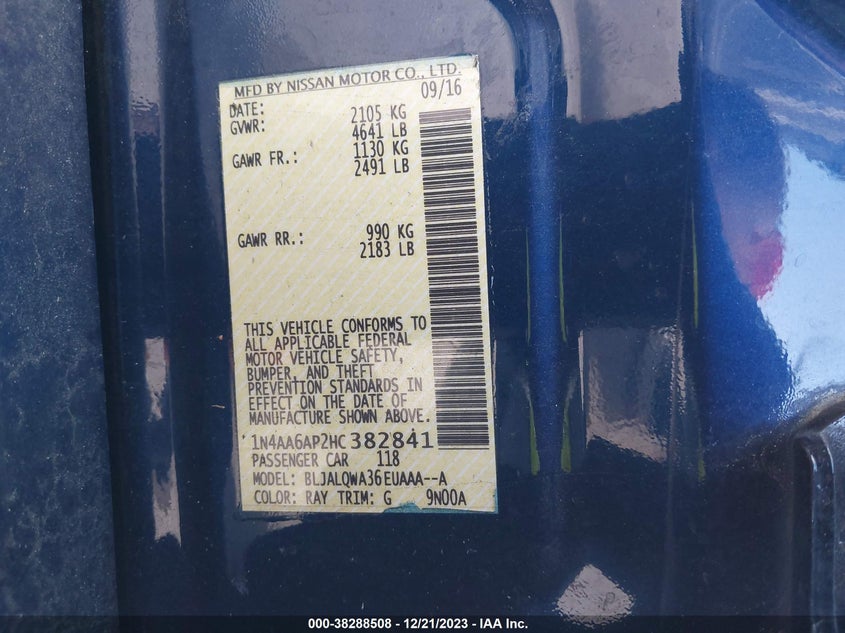 MFD BY NISSAN MOTOR CO., LTD.
DATE: 09/16
GVWR: 2105 KG
4641 LB
GAWR FR.: 1130 KG
2491 LB
GAWR RR.: 990 KG
2183 LB
THIS VEHICLE CONFORMS TO
ALL APPLICABLE FEDERAL
MOTOR VEHICLE SAFETY,
BUMPER, AND THEFT
PREVENTION STANDARDS IN
EFFECT ON THE DATE OF
MANUFACTURE SHOWN ABOVE.
1N4AA6AP2HC382841
PASSENGER CAR 118
MODEL: BLJALQWA36EUAAA--A
COLOR: RAY TRIM: G 9N00A
000-38288508 - 12/21/2023 - IAA Inc.